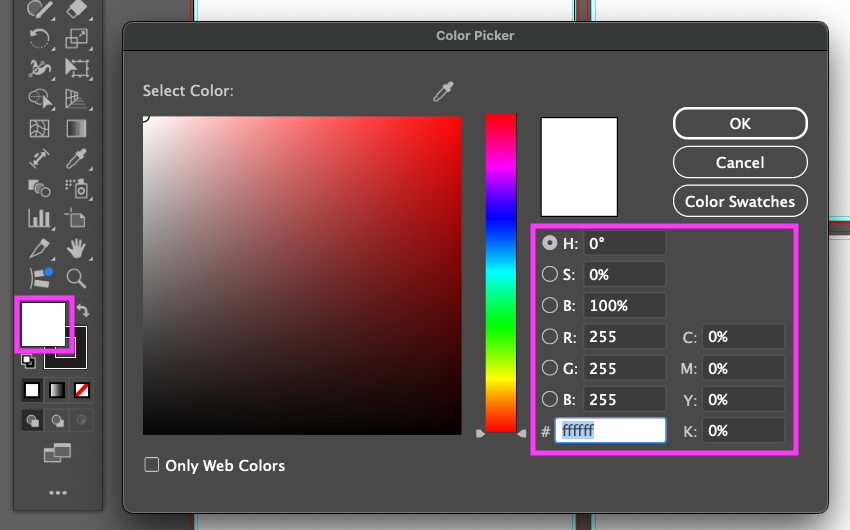 Color Picker
Select Color:
OK
Cancel
Color Swatches
H: 0°
S: 0%
B: 100%
R: 255 C: 0%
G: 255 M: 0%
B: 255 Y: 0%
# ffffff K: 0%
Only Web Colors